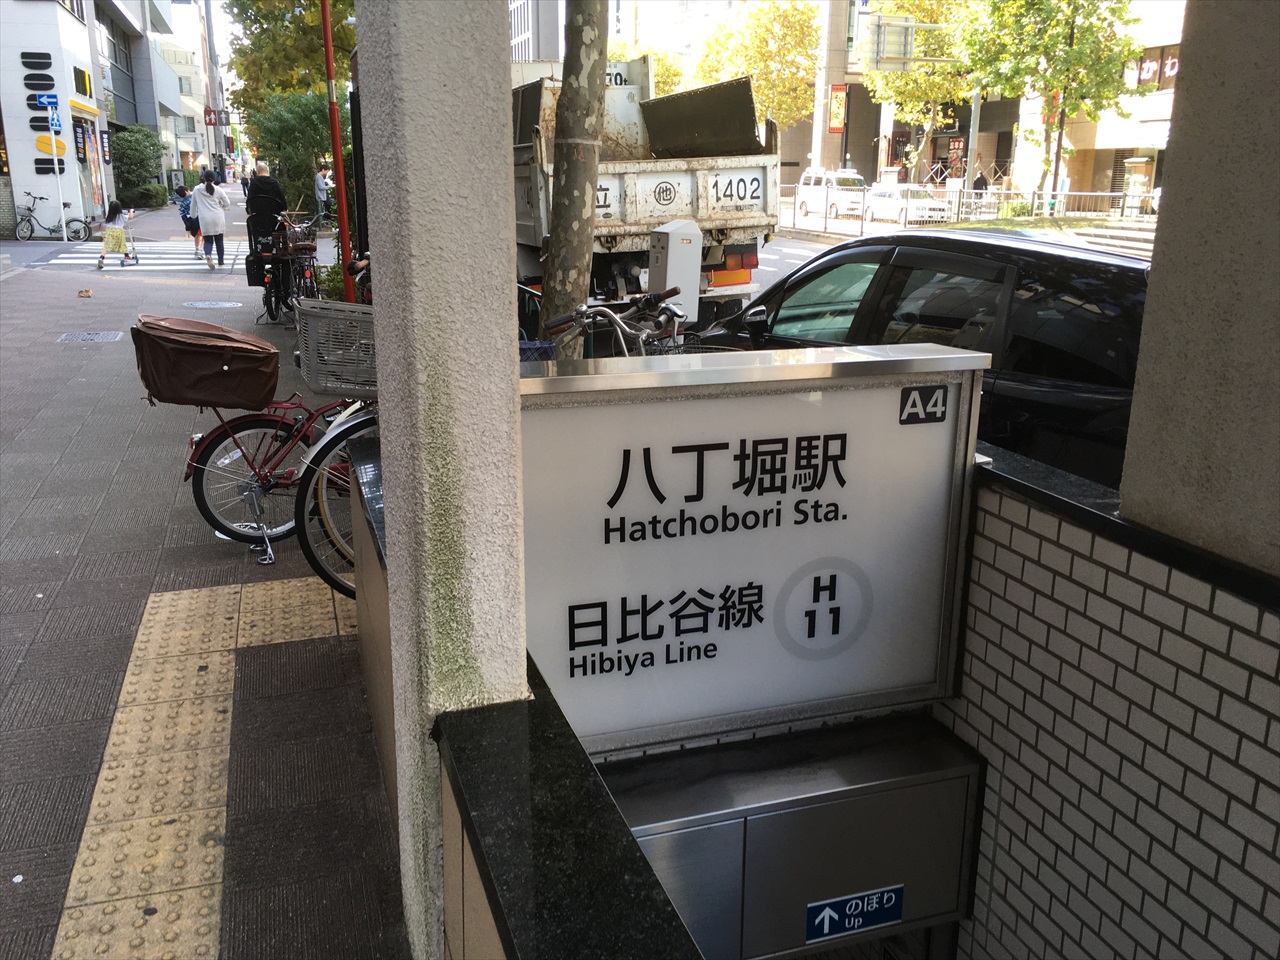 A4
八丁堀駅
Hatchobori Sta.
日比谷線
Hibiya Line
H
11
のぼり
Up
1402